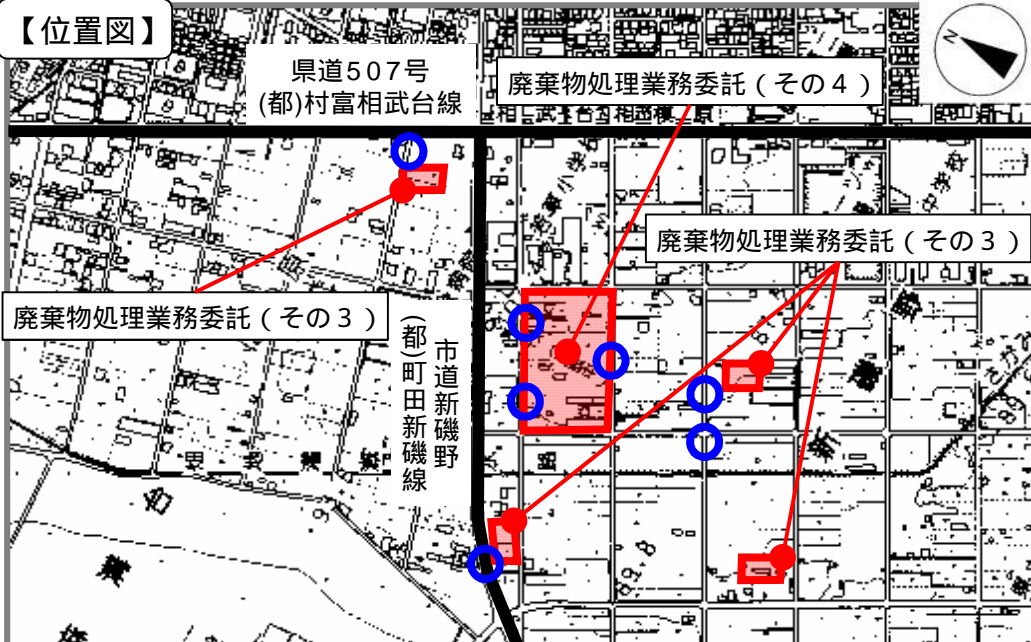 【位置図】
県道507号
(都)村富相武台線
廃棄物処理業務委託(その4)
N
廃棄物処理業務委託(その3)
廃棄物処理業務委託(その3)
市道新磯野
(都)町田新磯線
新
磯
野